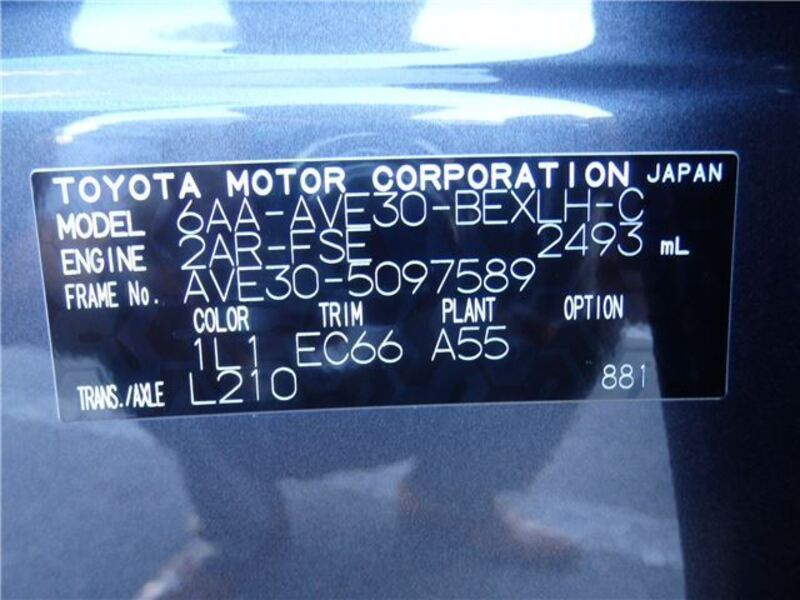 TOYOTA MOTOR CORPORATION JAPAN
MODEL 6AA-AVE30-BEXLH-C
ENGINE 2AR-FSE 2493 mL
FRAME No. AVE30-5097589
COLOR TRIM PLANT OPTION
1L1 EC66 A55
TRANS./AXLE L210 881